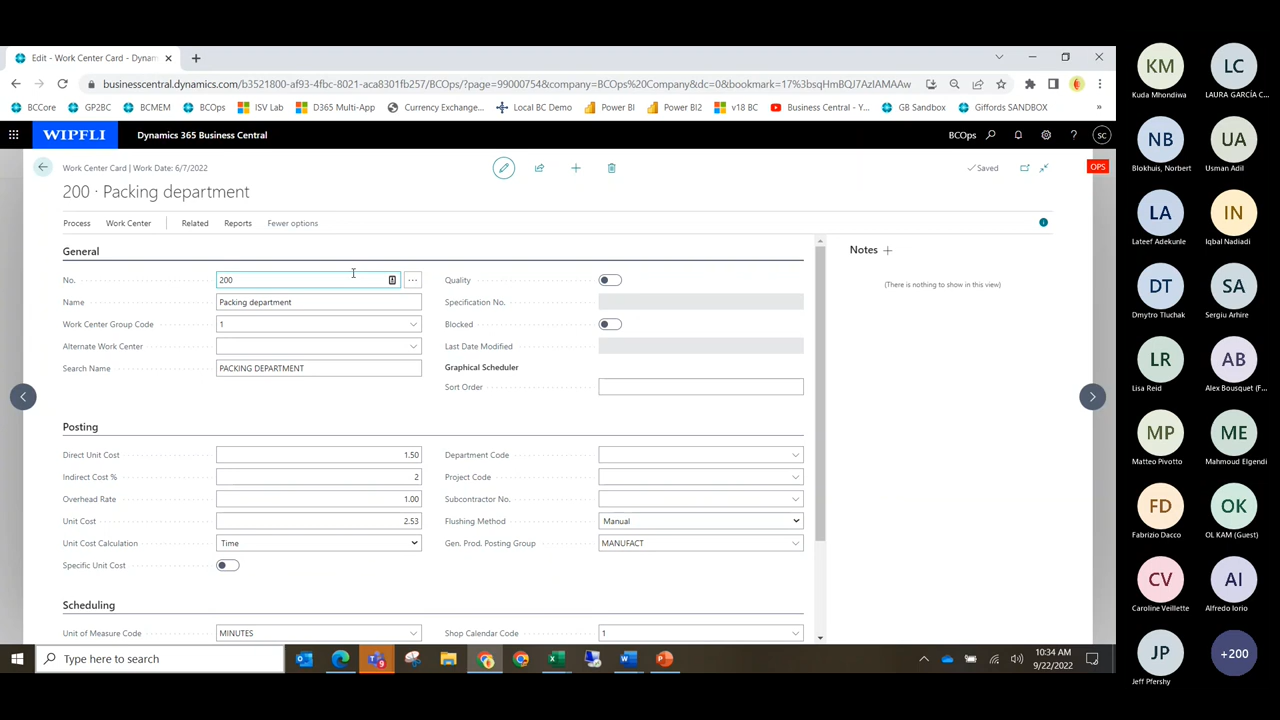 Edit - Work Center Card - Dynam
businesscentral.dynamics.com/b3521800-af93-4fbc-8021-aca8301fb257/BCOps/?page=99000754&company=BCOps%20Company&dc=0&bookmark=17%3bsqHmBQJ7AzIAMAAw
BCCore GP2BC BCMEM BCOps ISV Lab D365 Multi-App Currency Exchange... Local BC Demo Power BI Power BI2 v18 BC Business Central - Y... GB Sandbox Giffords SANDBOX »
WIPFLI Dynamics 365 Business Central BCOps ? SC
Work Center Card | Work Date: 6/7/2022 Saved OPS
200 · Packing department
Process Work Center Related Reports Fewer options
General
No. 200
Name Packing department
Work Center Group Code 1
Alternate Work Center
Search Name PACKING DEPARTMENT
Quality
Specification No.
Blocked
Last Date Modified
Graphical Scheduler
Sort Order
Notes
(There is nothing to show in this view)
Posting
Direct Unit Cost 1.50
Indirect Cost % 2
Overhead Rate 1.00
Unit Cost 2.53
Unit Cost Calculation Time
Specific Unit Cost
Department Code
Project Code
Subcontractor No.
Flushing Method Manual
Gen. Prod. Posting Group MANUFACT
Scheduling
Unit of Measure Code MINUTES
Shop Calendar Code 1
Type here to search
10:34 AM
9/22/2022
KM
Kuda Mhondiwa
LC
LAURA GARCÍA C...
NB
Blokhuis, Norbert
UA
Usman Adil
LA
Lateef Adekunle
IN
Iqbal Nadiadi
DT
Dmytro Tluchak
SA
Sergiu Arhire
LR
Lisa Reid
AB
Alex Bousquet (F...
MP
Matteo Pivotto
ME
Mahmoud Elgendi
FD
Fabrizio Dacco
OK
OL KAM (Guest)
CV
Caroline Veillette
AI
Alfredo Iorio
JP
Jeff Pfershy
+200